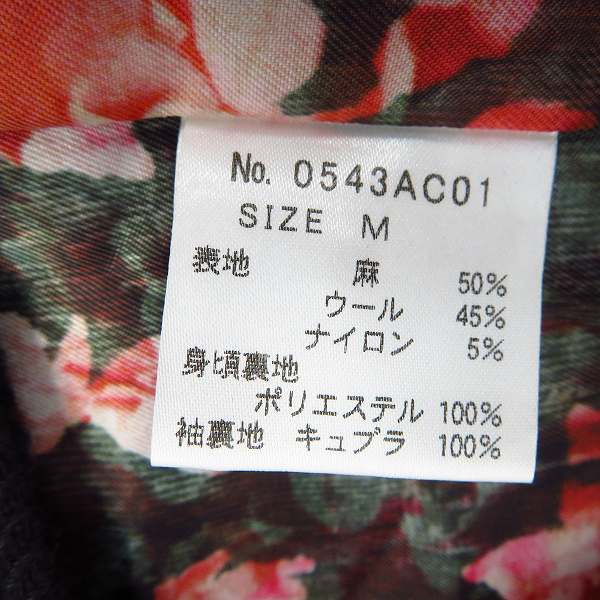 No. 0543AC01
SIZE M
表地 麻 50%
ウール 45%
ナイロン 5%
身頃裏地
ポリエステル 100%
袖裏地 キュプラ 100%